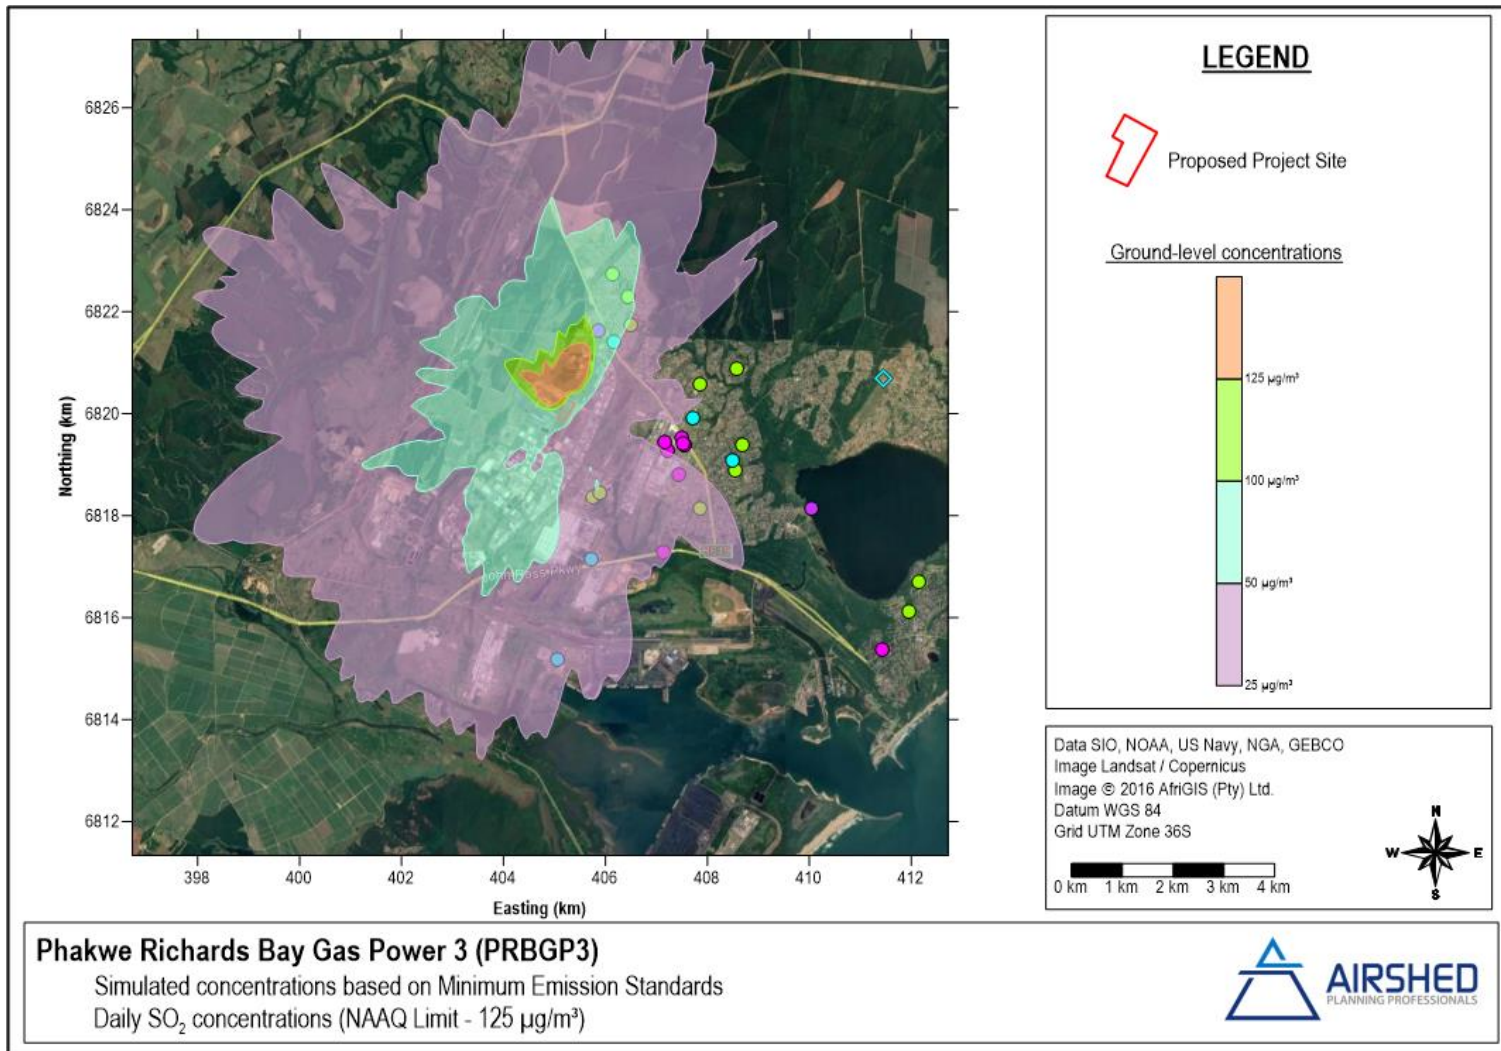 6826
6824
6822
6820
6818
6816
6814
6812
Northing (km)
398
400
402
404
406
408
410
412
Easting (km)
LEGEND
Proposed Project Site
Ground-level concentrations
125 µg/m³
100 µg/m³
50 µg/m³
25 µg/m³
Data SIO, NOAA, US Navy, NGA, GEBCO
Image Landsat / Copernicus
Image © 2016 AfriGIS (Pty) Ltd.
Datum WGS 84
Grid UTM Zone 36S
N
W E
S
0 km 1 km 2 km 3 km 4 km
Phakwe Richards Bay Gas Power 3 (PRBGP3)
Simulated concentrations based on Minimum Emission Standards
Daily SO₂ concentrations (NAAQ Limit - 125 µg/m³)
AIRSHED
PLANNING PROFESSIONALS